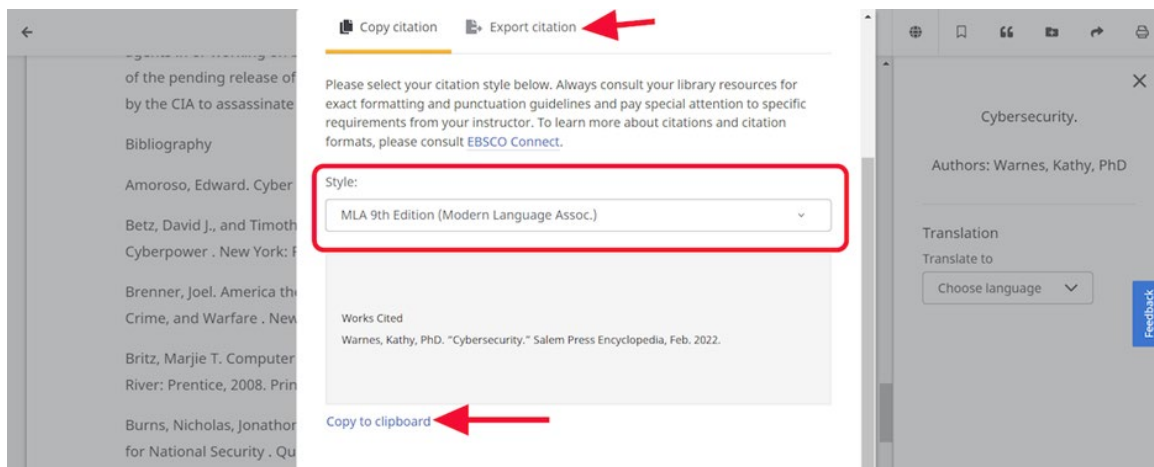 Copy citation
Export citation
of the pending release of
by the CIA to assassinate
Bibliography
Amoroso, Edward. Cyber
Betz, David J., and Timoth
Cyberpower . New York:
Brenner, Joel. America the
Crime, and Warfare . New
Britz, Marjie T. Computer
River: Prentice, 2008. Prin
Burns, Nicholas, Jonathor
for National Security . Qu
Please select your citation style below. Always consult your library resources for
exact formatting and punctuation guidelines and pay special attention to specific
requirements from your instructor. To learn more about citations and citation
formats, please consult EBSCO Connect.
Style:
MLA 9th Edition (Modern Language Assoc.)
Works Cited
Warnes, Kathy, PhD. “Cybersecurity.” Salem Press Encyclopedia, Feb. 2022.
Copy to clipboard
Cybersecurity.
Authors: Warnes, Kathy, PhD
Translation
Translate to
Choose language
Feedback